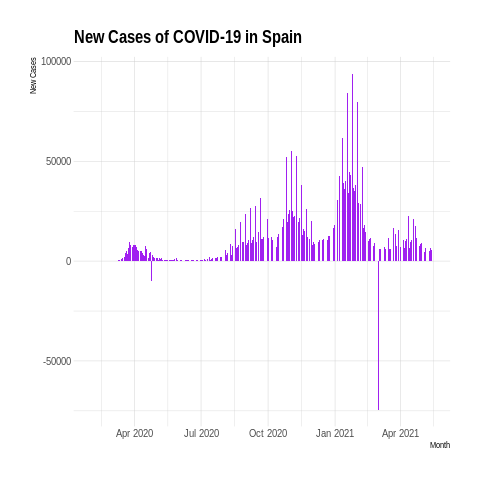 New Cases of COVID-19 in Spain
New Cases
100000
50000
0
-50000
Apr 2020 Jul 2020 Oct 2020 Jan 2021 Apr 2021
Month